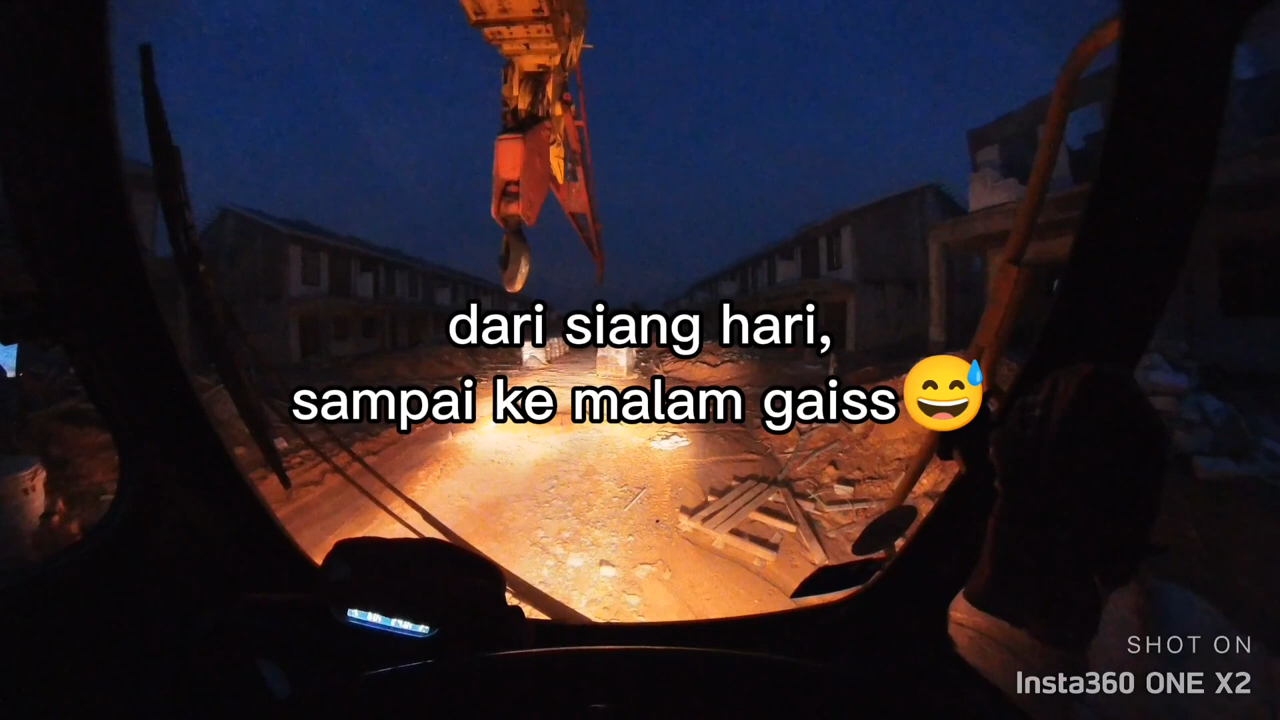 dari siang hari,
sampai ke malam gaiss😅
SHOT ON
Insta360 ONE X2